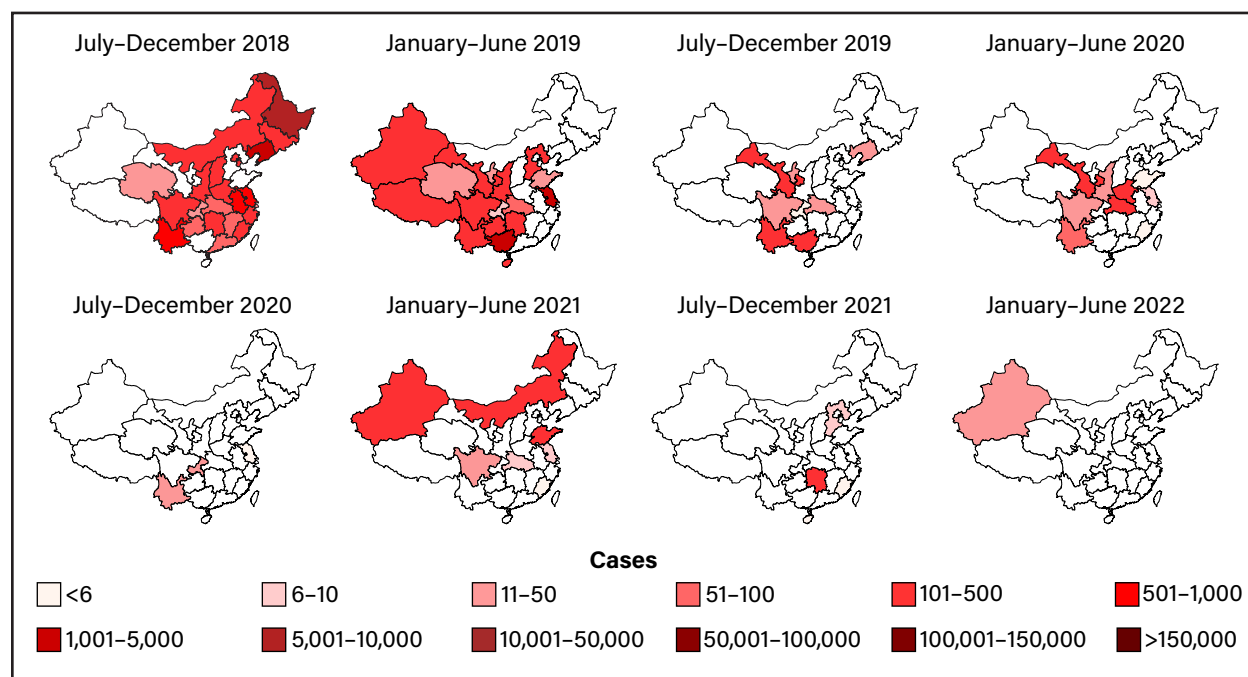 July–December 2018
January–June 2019
July–December 2019
January–June 2020
July–December 2020
January–June 2021
July–December 2021
January–June 2022
Cases
<6
6–10
11–50
51–100
101–500
501–1,000
1,001–5,000
5,001–10,000
10,001–50,000
50,001–100,000
100,001–150,000
>150,000